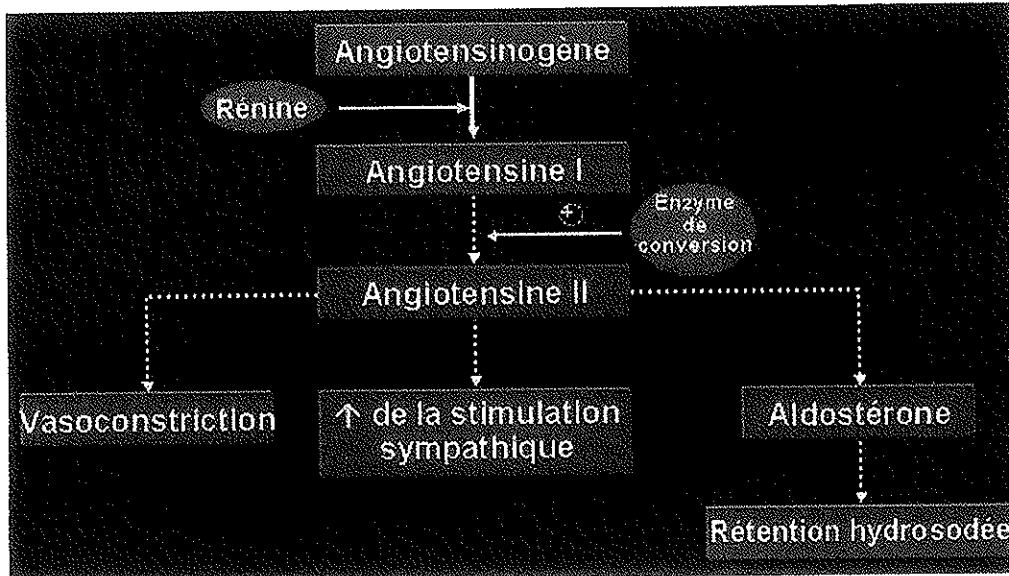 Angiotensinogène
Rénine
Angiotensine I
+
Enzyme
de
conversion
Angiotensine II
Vasoconstriction
↑ de la stimulation
sympathique
Aldostérone
Rétention hydrosodée